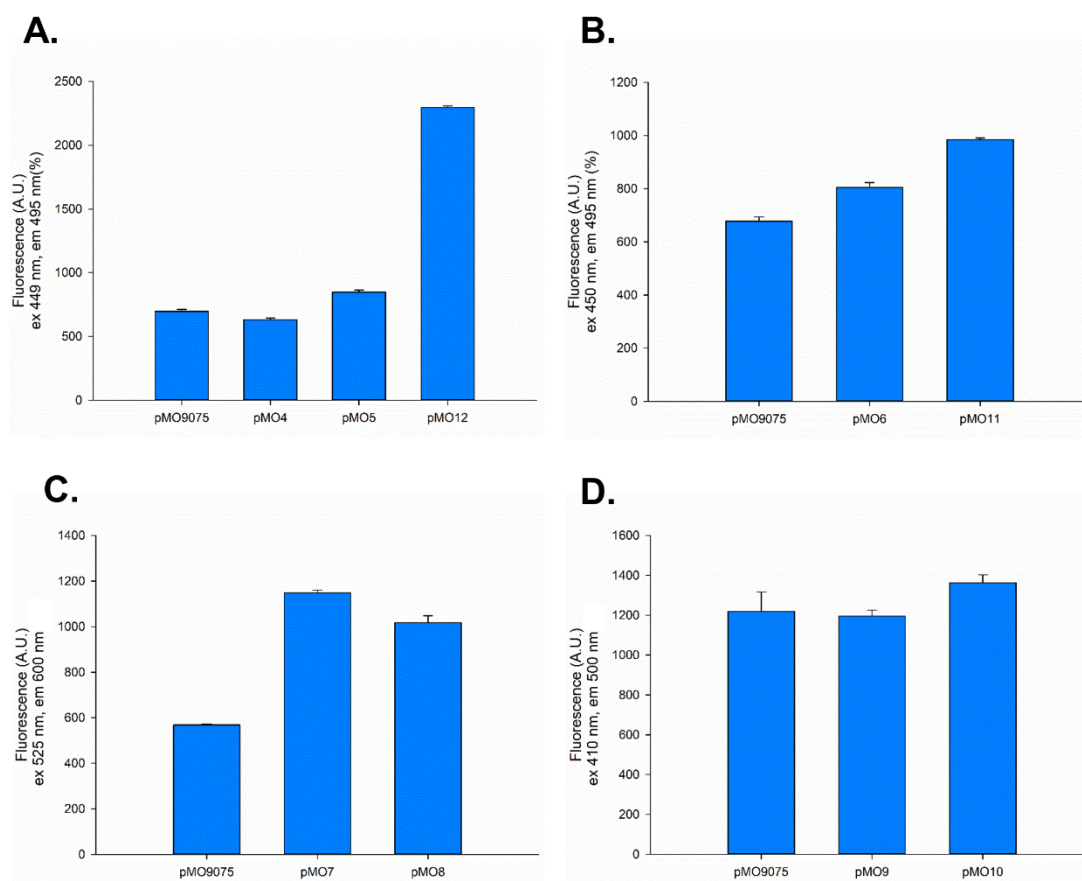 A.
Fluorescence (A.U.)
ex 449 nm, em 495 nm(%)
2500
2000
1500
1000
500
0
pMO9075 pMO4 pMO5 pMO12
B.
Fluorescence (A.U.)
ex 450 nm, em 495 nm (%)
1200
1000
800
600
400
200
0
pMO9075 pMO6 pMO11
C.
Fluorescence (A.U.)
ex 525 nm, em 600 nm
1400
1200
1000
800
600
400
200
0
pMO9075 pMO7 pMO8
D.
Fluorescence (A.U.)
ex 410 nm, em 500 nm
1600
1400
1200
1000
800
600
400
200
0
pMO9075 pMO9 pMO10